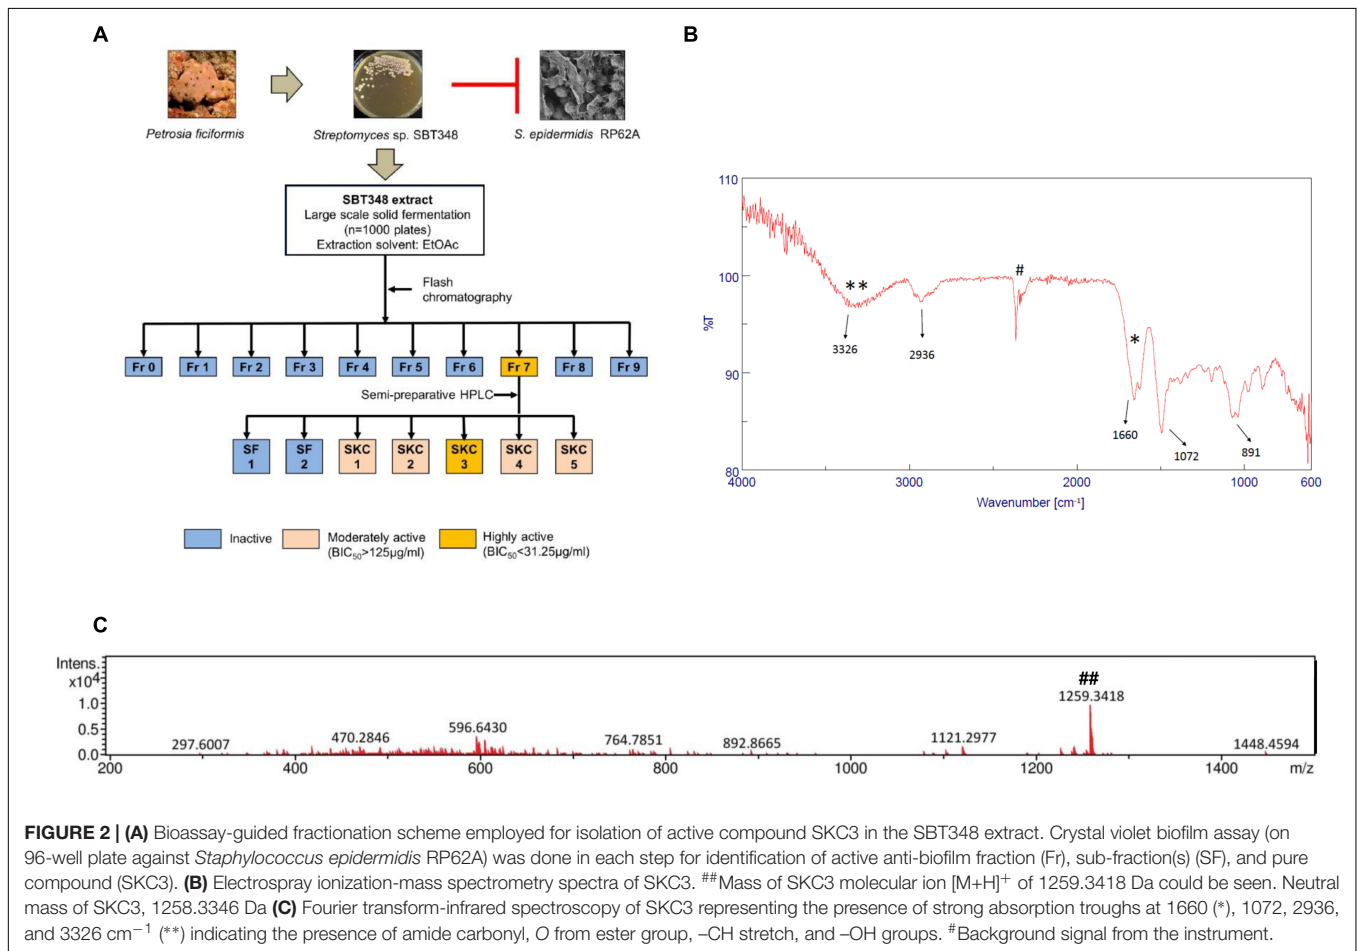 A
Petrosia ficiformis
Streptomyces sp. SBT348
S. epidermidis RP62A
SBT348 extract
Large scale solid fermentation
(n=1000 plates)
Extraction solvent: EtOAc
Flash
chromatography
Fr 0 Fr 1 Fr 2 Fr 3 Fr 4 Fr 5 Fr 6 Fr 7 Fr 8 Fr 9
Semi-preparative HPLC
SF SF SKC SKC SKC SKC SKC
1 2 1 2 3 4 5
Inactive
Moderately active
(BIC50>125µg/ml)
Highly active
(BIC50<31.25µg/ml)
B
110
100
90
80
%T
**
#
*
3326
2936
1660
1072
891
4000 3000 2000 1000 600
Wavenumber [cm-1]
C
Intens.
x10⁴
1.0
0.5
0.0
297.6007
470.2846
596.6430
764.7851
892.8665
1121.2977
##
1259.3418
1448.4594
200 400 600 800 1000 1200 1400 m/z
FIGURE 2 | (A) Bioassay-guided fractionation scheme employed for isolation of active compound SKC3 in the SBT348 extract. Crystal violet biofilm assay (on
96-well plate against Staphylococcus epidermidis RP62A) was done in each step for identification of active anti-biofilm fraction (Fr), sub-fraction(s) (SF), and pure
compound (SKC3). (B) Electrospray ionization-mass spectrometry spectra of SKC3. ##Mass of SKC3 molecular ion [M+H]+ of 1259.3418 Da could be seen. Neutral
mass of SKC3, 1258.3346 Da (C) Fourier transform-infrared spectroscopy of SKC3 representing the presence of strong absorption troughs at 1660 (*), 1072, 2936,
and 3326 cm−1 (**) indicating the presence of amide carbonyl, O from ester group, –CH stretch, and –OH groups. #Background signal from the instrument.